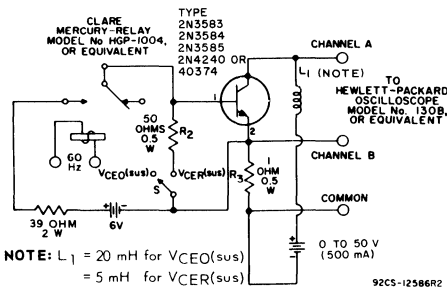 CLARE
MERCURY-RELAY
MODEL No HGP-1004,
OR EQUIVALENT
TYPE
2N3583
2N3584
2N3585
2N4240 OR
40374
CHANNEL A
L1 (NOTE)
TO
HEWLETT-PACKARD
OSCILLOSCOPE
MODEL No. 130B,
OR EQUIVALENT
1
2
50
OHMS
0.5
W
R2
CHANNEL B
60
Hz
VCEO(sus)
VCER(sus)
S
R3
1
OHM
0.5
W
COMMON
39 OHM
2 W
+
-
6V
+
-
0 TO 50 V
(500 mA)
NOTE: L1 = 20 mH for VCEO(sus)
= 5 mH for VCER(sus)
92CS-12586R2